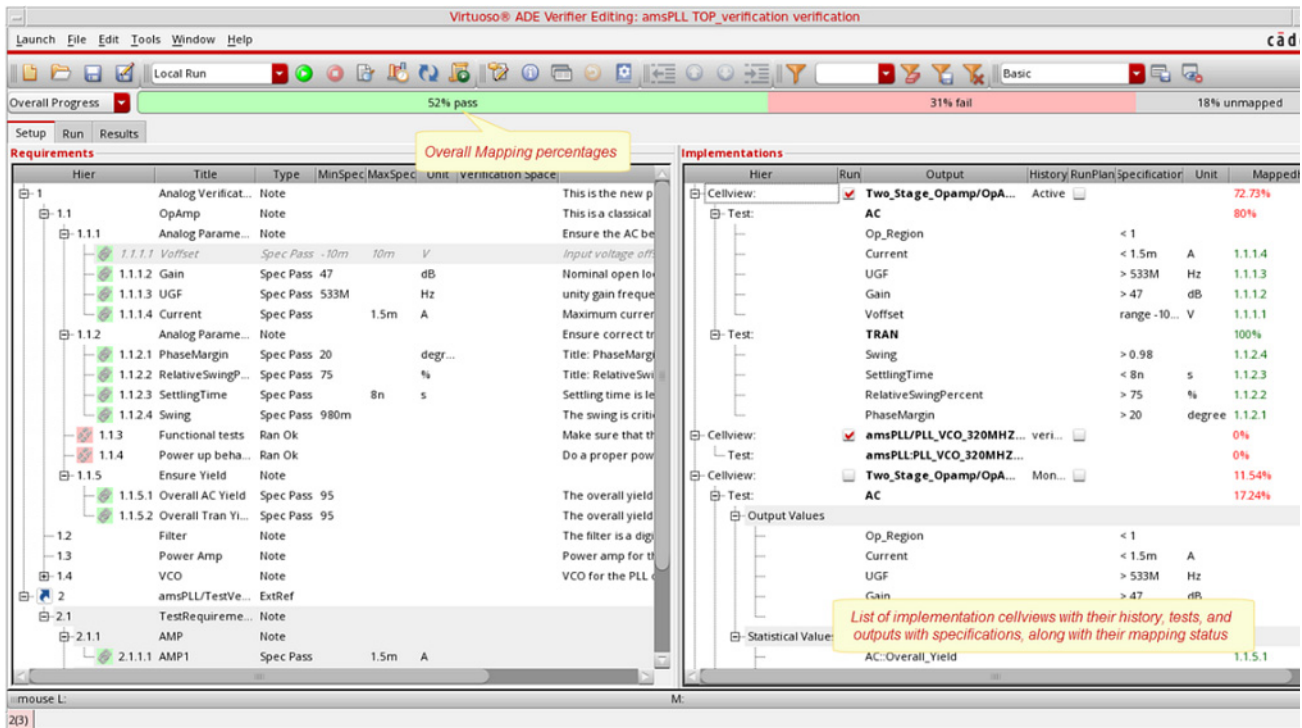 Virtuoso® ADE Verifier Editing: amsPLL TOP_verification verification
Launch File Edit Tools Window Help
Local Run Basic
Overall Progress 52% pass 31% fail 18% unmapped
Setup Run Results
Overall Mapping percentages
Requirements
Hier Title Type MinSpec MaxSpec Unit Verification Space
1 Analog Verificat... Note This is the new p
1.1 OpAmp Note This is a classical
1.1.1 Analog Parame... Note Ensure the AC be
1.1.1.1 Voffset Spec Pass -10m 10m V Input voltage off
1.1.1.2 Gain Spec Pass 47 dB Nominal open lo
1.1.1.3 UGF Spec Pass 533M Hz unity gain freque
1.1.1.4 Current Spec Pass 1.5m A Maximum currer
1.1.2 Analog Parame... Note Ensure correct tr
1.1.2.1 PhaseMargin Spec Pass 20 degr... Title: PhaseMargi
1.1.2.2 RelativeSwingP... Spec Pass 75 % Title: RelativeSwi
1.1.2.3 SettlingTime Spec Pass 8n s Settling time is le
1.1.2.4 Swing Spec Pass 980m The swing is criti
1.1.3 Functional tests Ran Ok Make sure that th
1.1.4 Power up beha... Ran Ok Do a proper pow
1.1.5 Ensure Yield Note
1.1.5.1 Overall AC Yield Spec Pass 95 The overall yield
1.1.5.2 Overall Tran Yi... Spec Pass 95 The overall yield
1.2 Filter Note The filter is a digi
1.3 Power Amp Note Power amp for th
1.4 VCO Note VCO for the PLL
2 amsPLL/TestVe... ExtRef
2.1 TestRequireme... Note
2.1.1 AMP Note
2.1.1.1 AMP1 Spec Pass 1.5m A
Implementations
Hier Run Output History RunPlan Specification Unit Mapped
Cellview: Two_Stage_Opamp/OpA... Active 72.73%
Test: AC 80%
Op_Region < 1
Current < 1.5m A 1.1.1.4
UGF > 533M Hz 1.1.1.3
Gain > 47 dB 1.1.1.2
Voffset range -10... V 1.1.1.1
Test: TRAN 100%
Swing > 0.98 1.1.2.4
SettlingTime < 8n s 1.1.2.3
RelativeSwingPercent > 75 % 1.1.2.2
PhaseMargin > 20 degree 1.1.2.1
Cellview: amsPLL/PLL_VCO_320MHZ... veri... 0%
Test: amsPLL:PLL_VCO_320MHZ... 0%
Cellview: Two_Stage_Opamp/OpA... Mon... 11.54%
Test: AC 17.24%
Output Values
Op_Region < 1
Current < 1.5m A
UGF > 533M Hz
Gain > 47 dB
List of implementation cellviews with their history, tests, and
outputs with specifications, along with their mapping status
Statistical Value
AC::Overall_Yield 1.1.5.1
mouse L: M:
2(3)